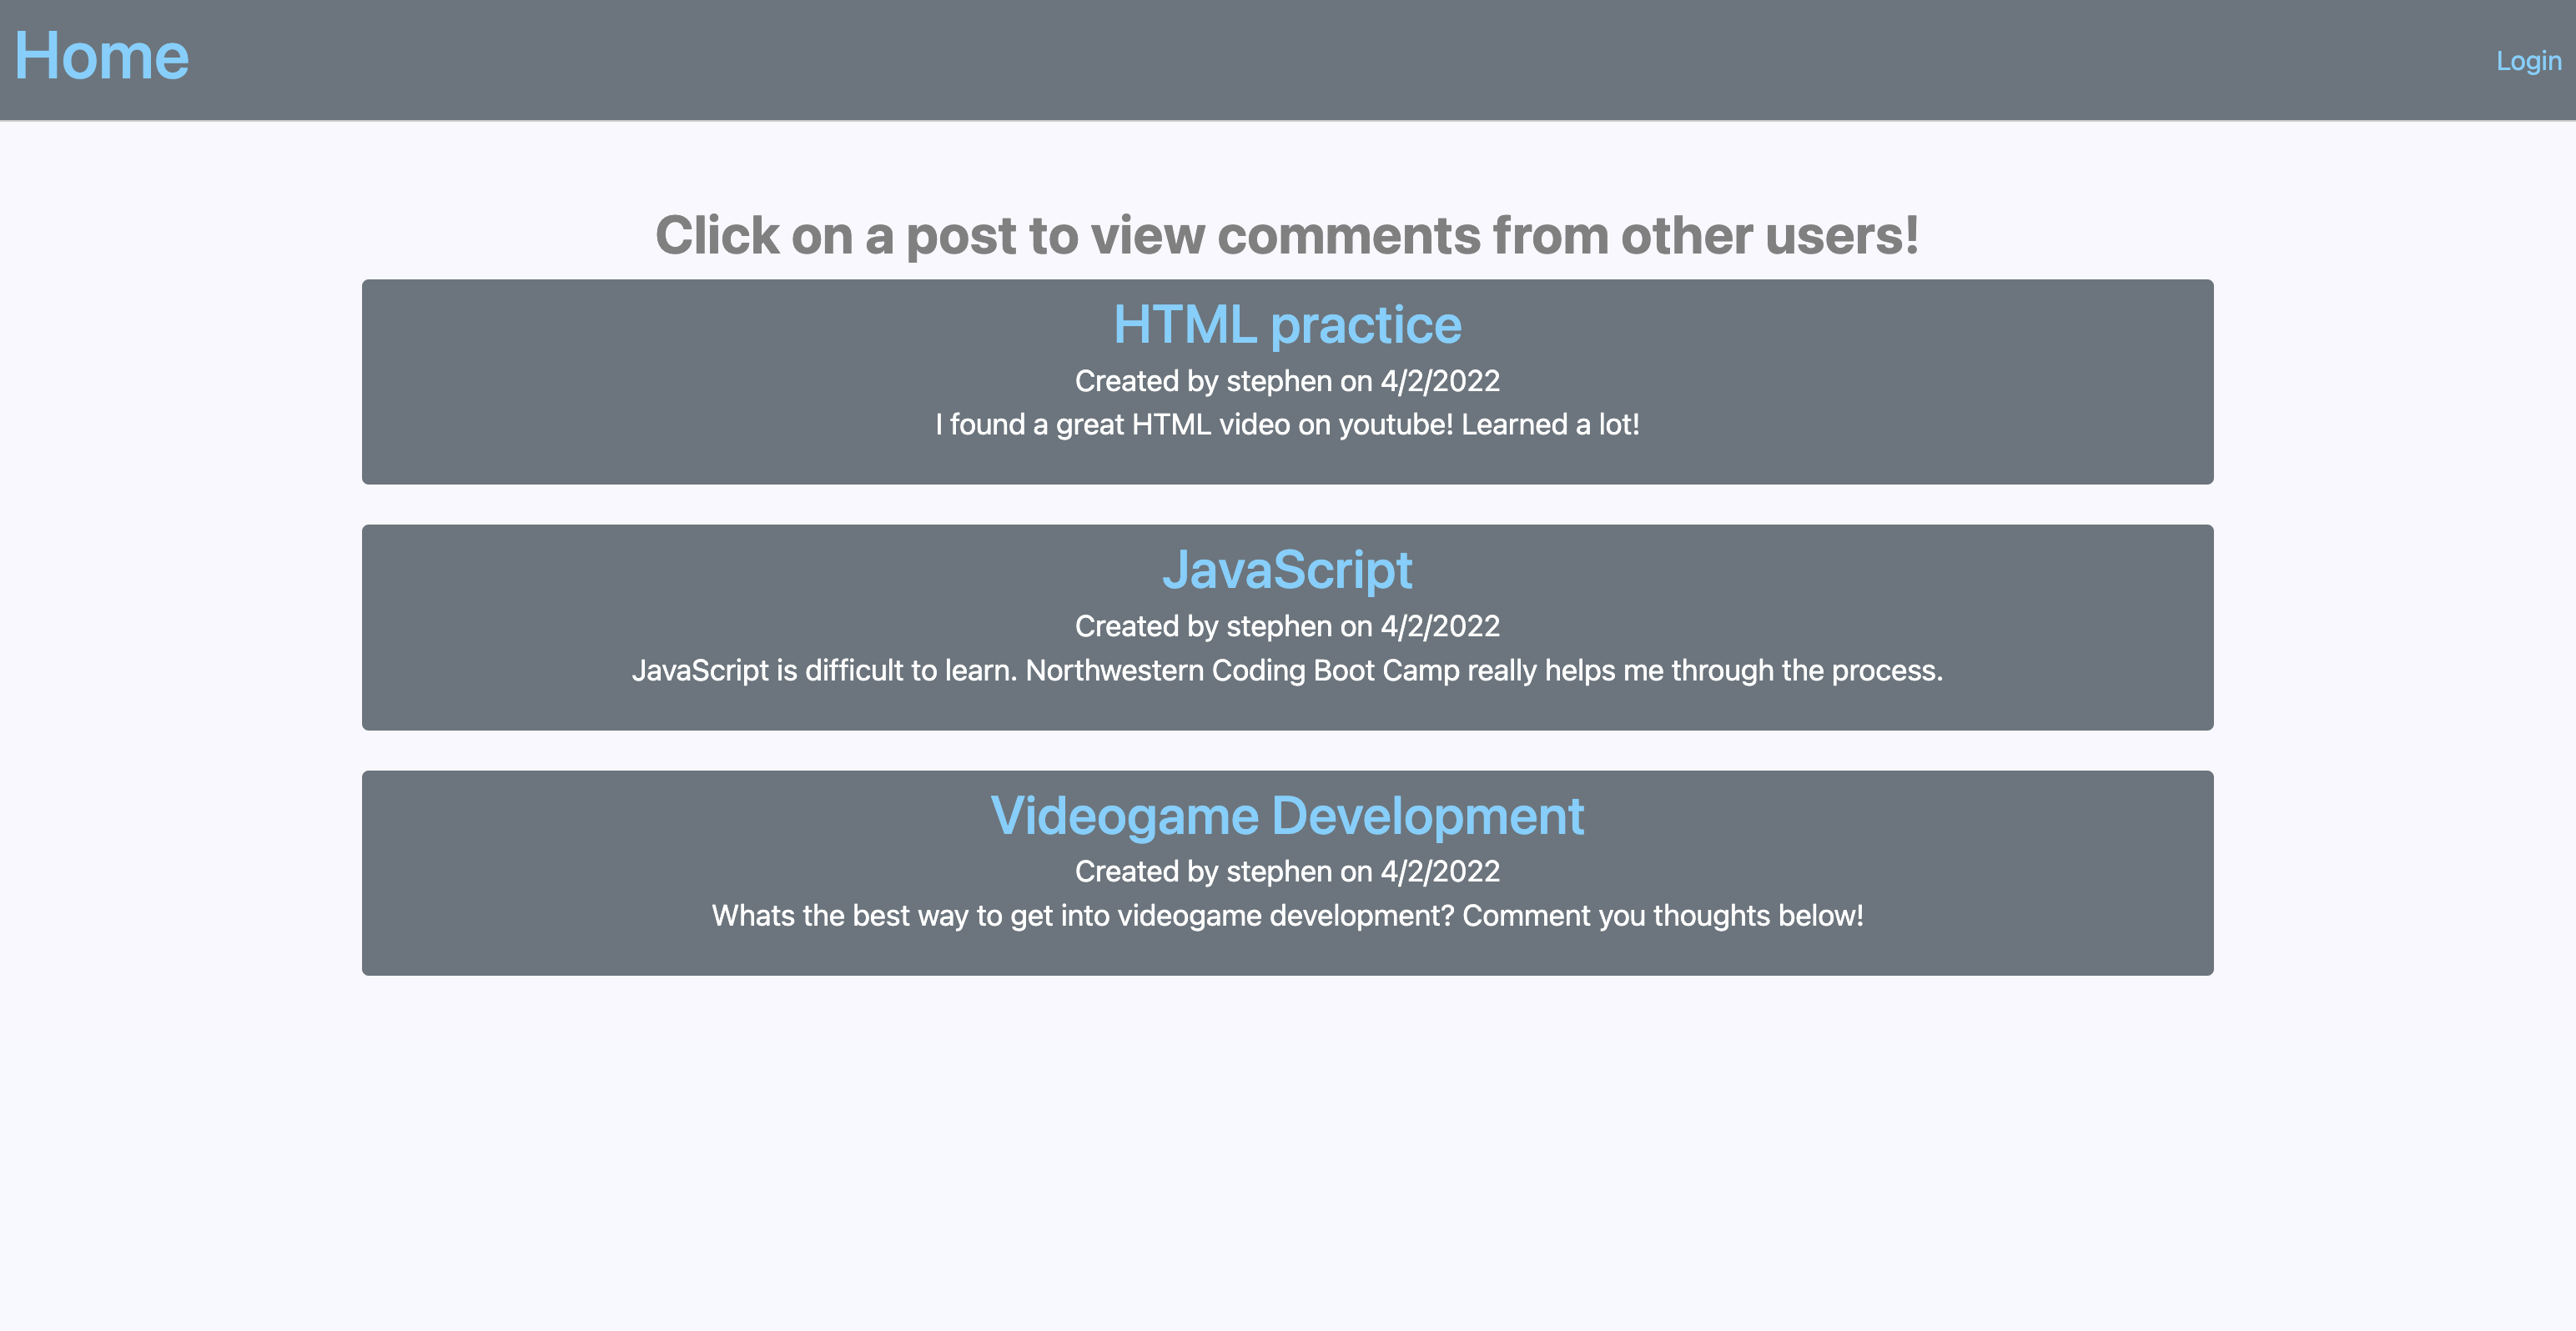 Home
Login
Click on a post to view comments from other users!
HTML practice
Created by stephen on 4/2/2022
I found a great HTML video on youtube! Learned a lot!
JavaScript
Created by stephen on 4/2/2022
JavaScript is difficult to learn. Northwestern Coding Boot Camp really helps me through the process.
Videogame Development
Created by stephen on 4/2/2022
Whats the best way to get into videogame development? Comment you thoughts below!